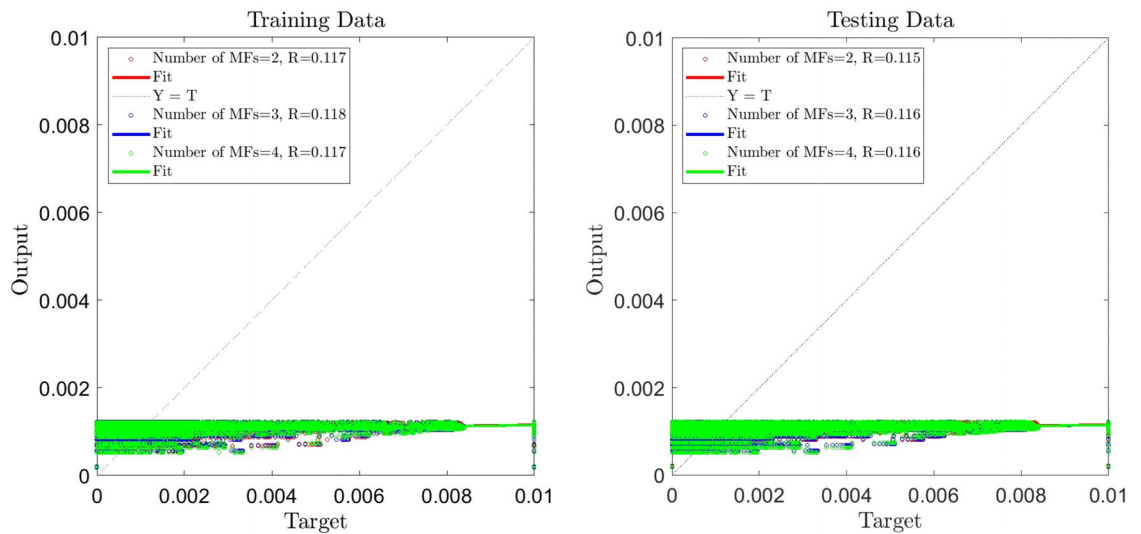 Training Data
0.01
0.008
0.006
0.004
0.002
0
Output
Number of MFs=2, R=0.117
Fit
Y = T
Number of MFs=3, R=0.118
Fit
Number of MFs=4, R=0.117
Fit
0 0.002 0.004 0.006 0.008 0.01
Target
Testing Data
0.01
0.008
0.006
0.004
0.002
0
Output
Number of MFs=2, R=0.115
Fit
Y = T
Number of MFs=3, R=0.116
Fit
Number of MFs=4, R=0.116
Fit
0 0.002 0.004 0.006 0.008 0.01
Target